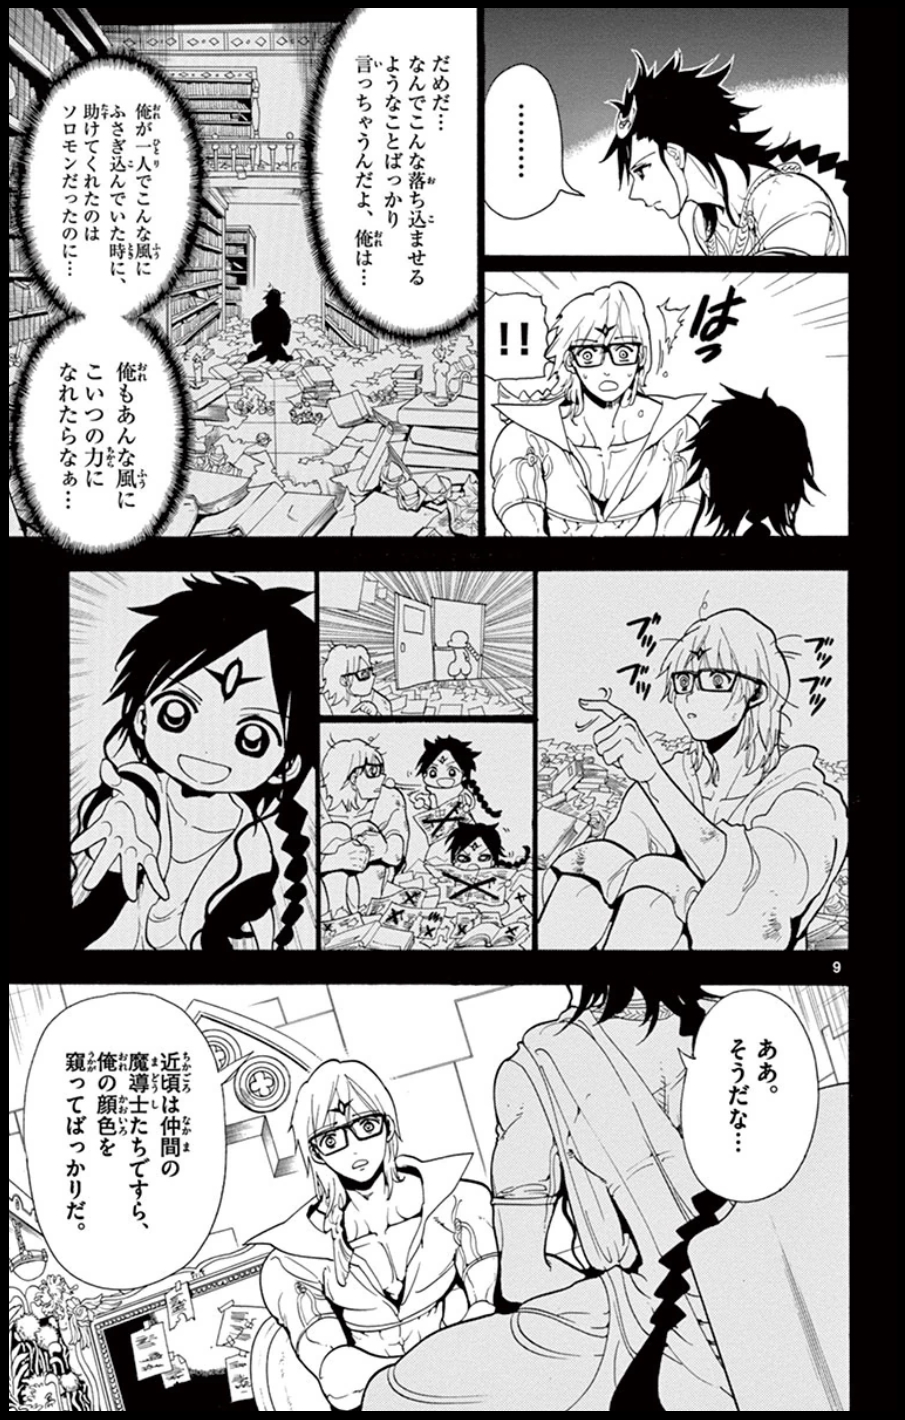 ………
はっ
!!
だめだ…
なんでこんな落ち込ませる
ようなことばっかり
言っちゃうんだよ、俺は…
俺が一人でこんな風に
ふさぎ込んでいた時に、
助けてくれたのは
ソロモンだったのに…
俺もあんな風に
こいつの力に
なれたらなぁ…
ブツ
ブツ
ブツ
ブツ
9
ああ。
そうだな…
近頃は仲間の
魔導士たちですら、
俺の顔色を
窺ってばっかりだ。